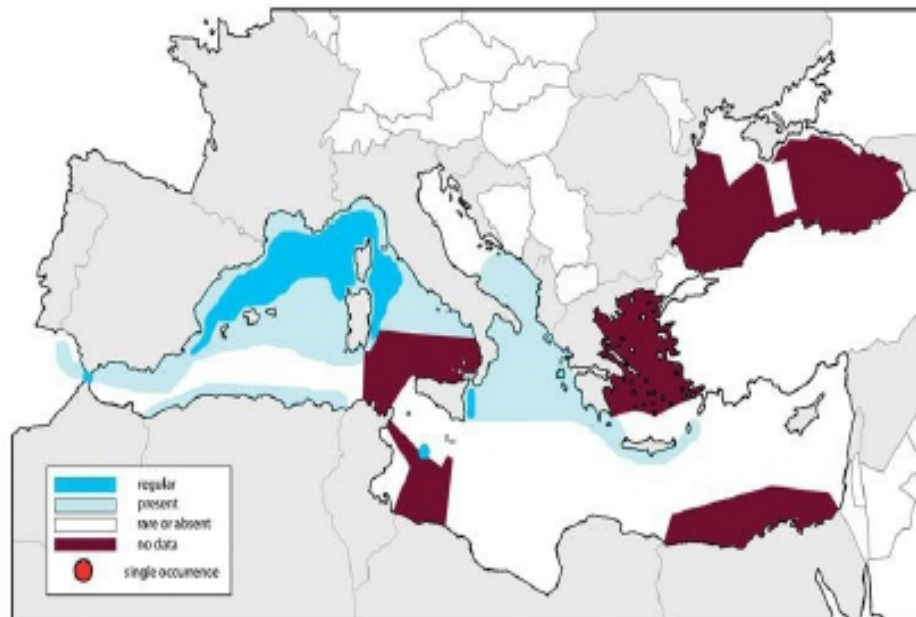 regular
present
rare or absent
no data
single occurrence